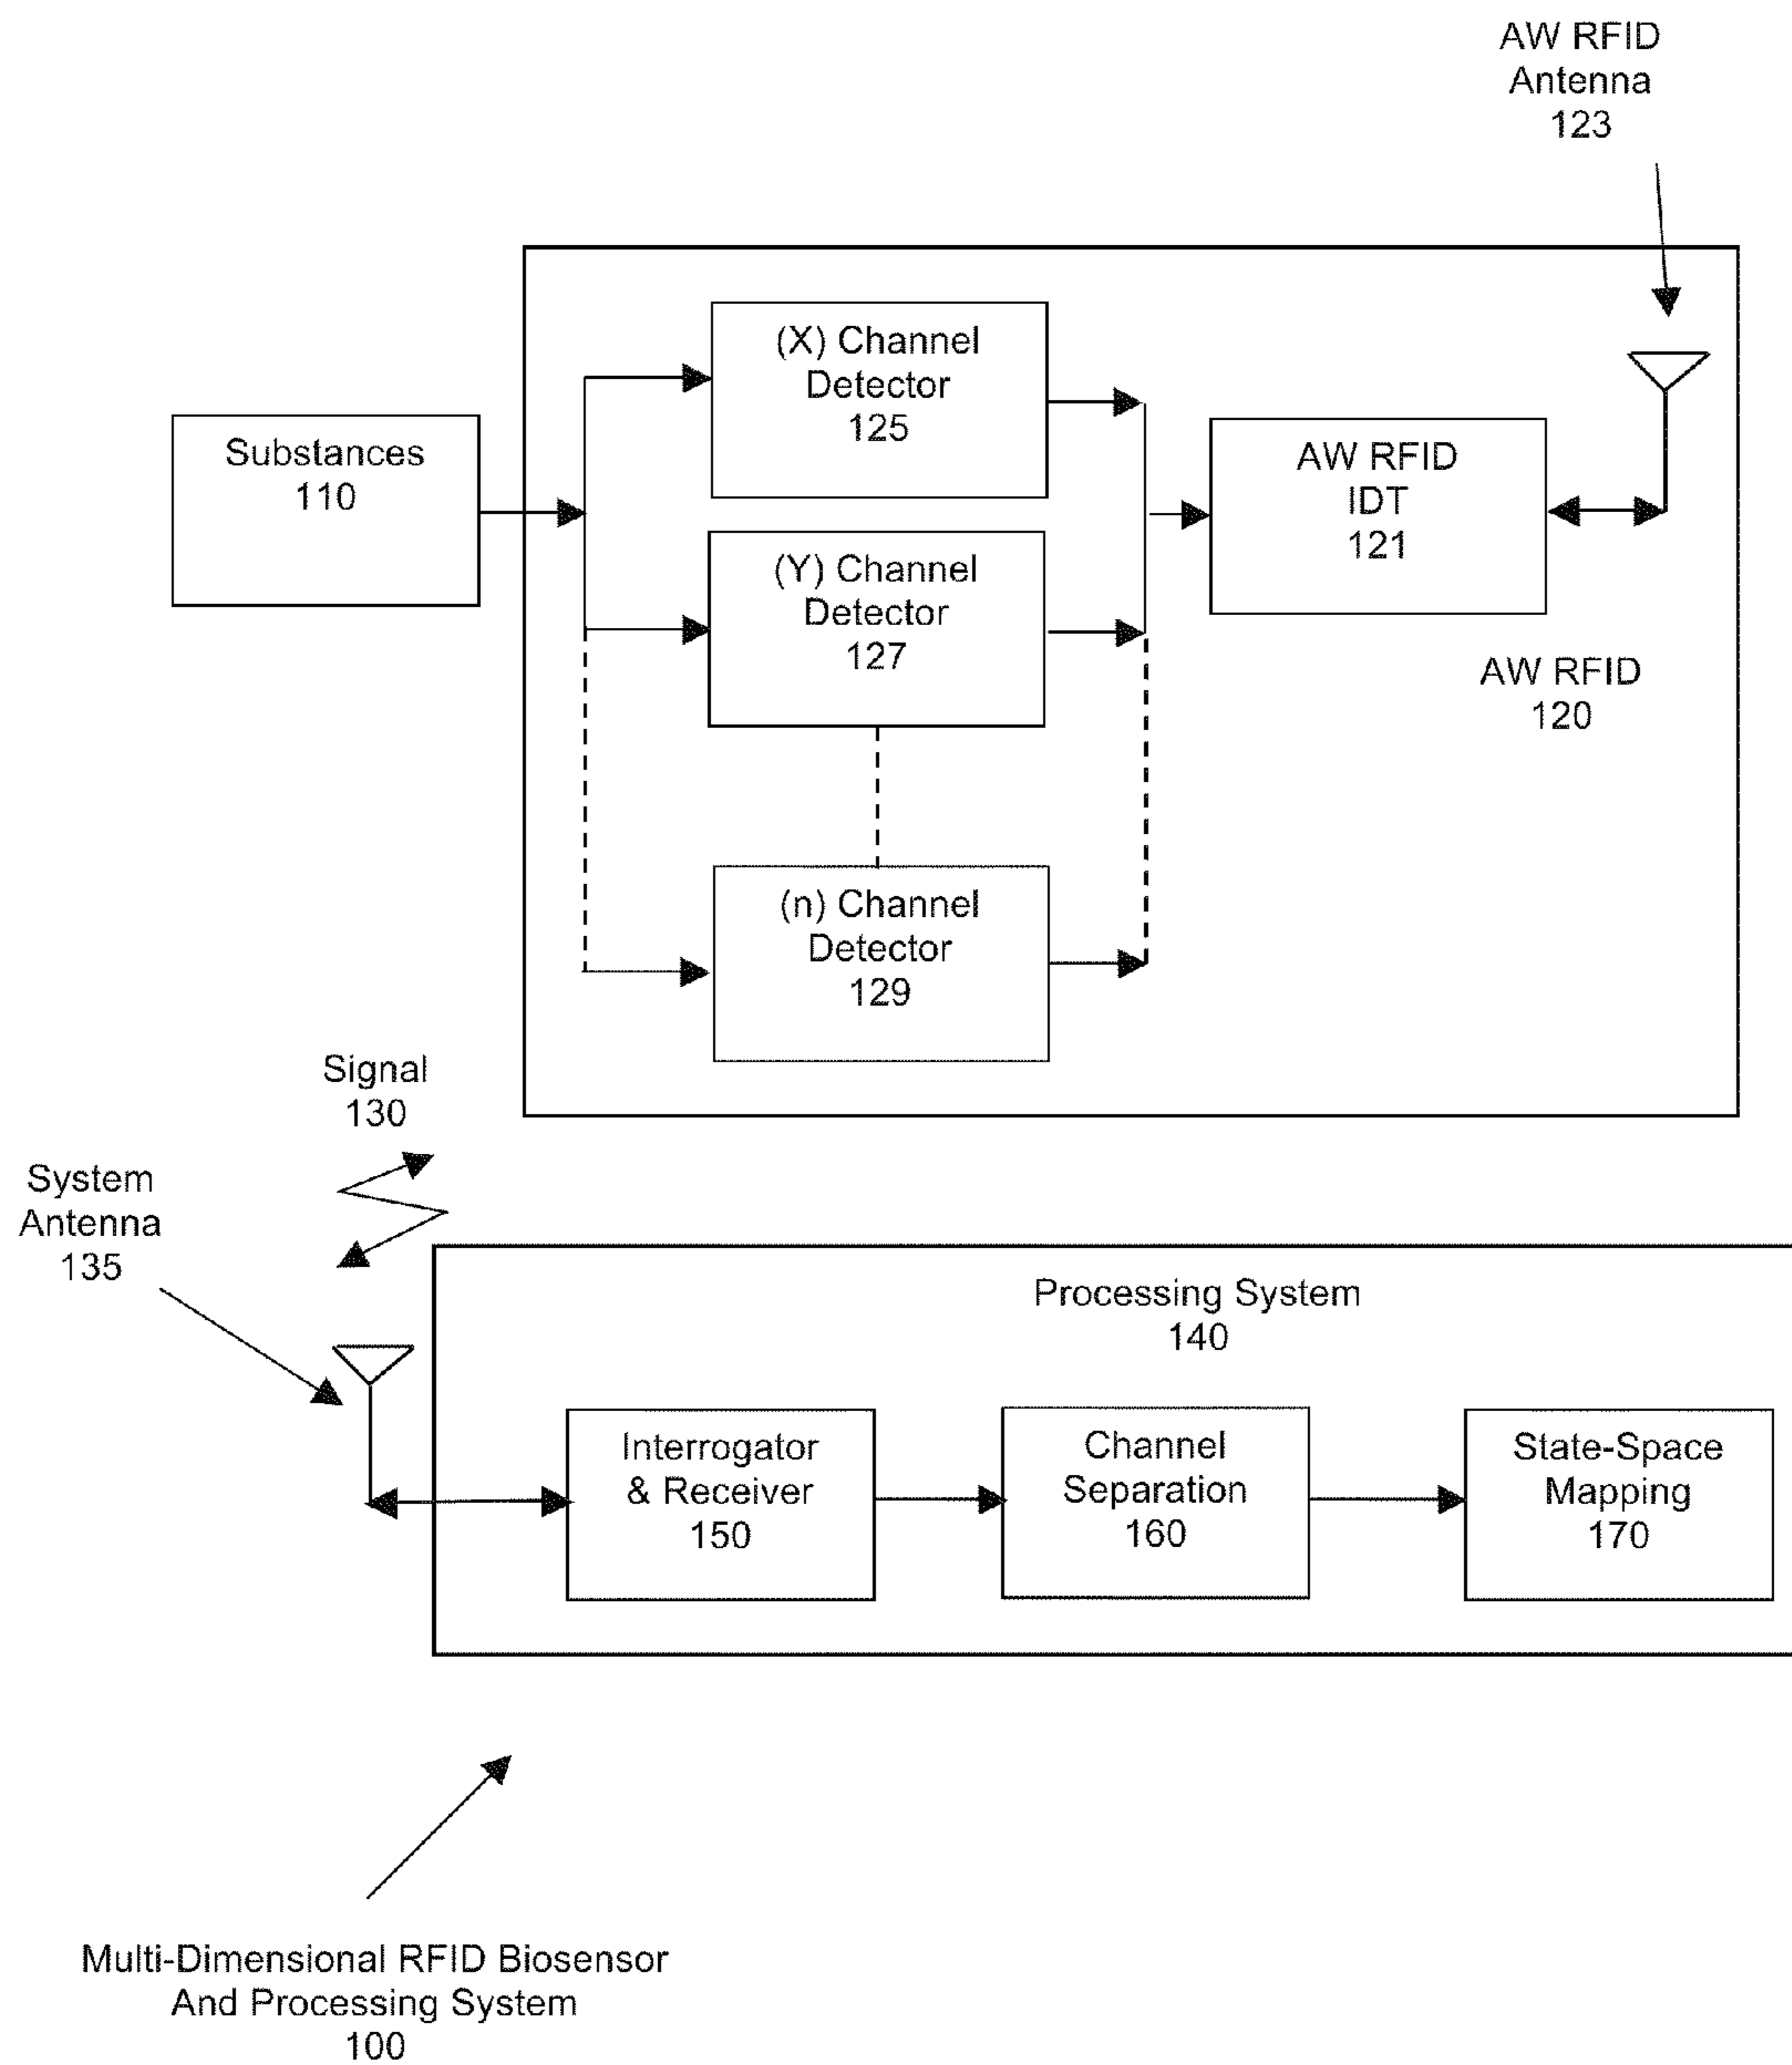 AW RFID
Antenna
123
(X) Channel
Detector
125
Substances
110
AW RFID
IDT
121
(Y) Channel
Detector
127
AW RFID
120
(n) Channel
Detector
129
Signal
130
System
Antenna
135
Processing System
140
Interrogator
& Receiver
150
Channel
Separation
160
State-Space
Mapping
170
Multi-Dimensional RFID Biosensor
And Processing System
100